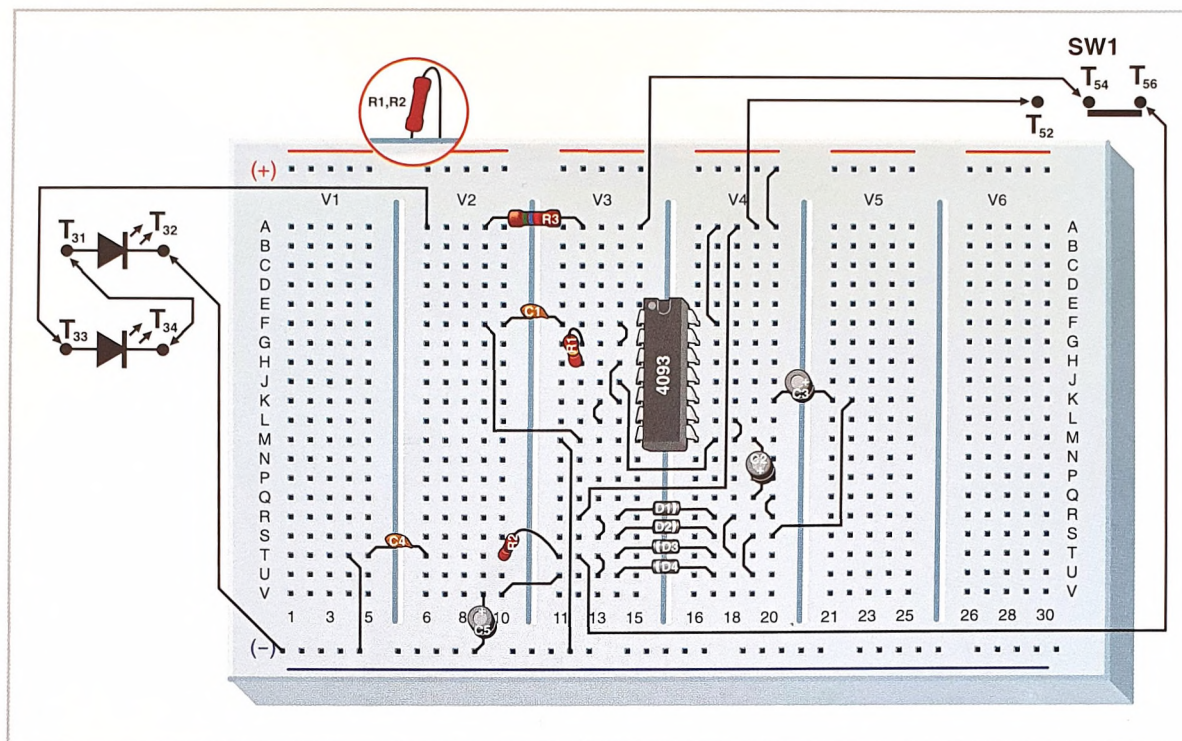 SW1
T54 T56
T52
R1,R2
(+)
V1 V2 V3 V4 V5 V6
A R3 A
B B
T31 T32
C C
D D
E E
F C1 F
T33 T34
G G
H R1 4093 H
J J
K C3 K
L L
M M
N C2 N
P P
Q Q
R D1 R
S D2 S
T C4 R2 D3 T
U D4 U
V V
1 3 5 6 8 10 11 13 15 16 18 20 21 23 25 26 28 30
C5
(-)